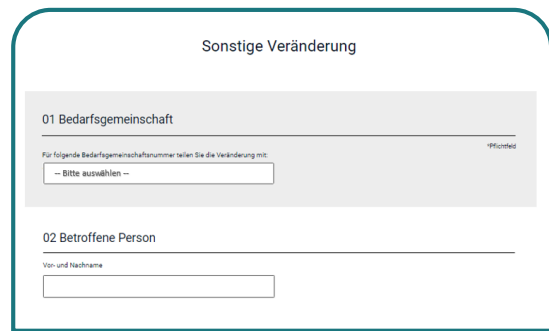 Sonstige Veränderung
01 Bedarfsgemeinschaft
*Pflichtfeld
Für folgende Bedarfsgemeinschaftsnummer teilen Sie die Veränderung mit:
-- Bitte auswählen --
02 Betroffene Person
Vor- und Nachname